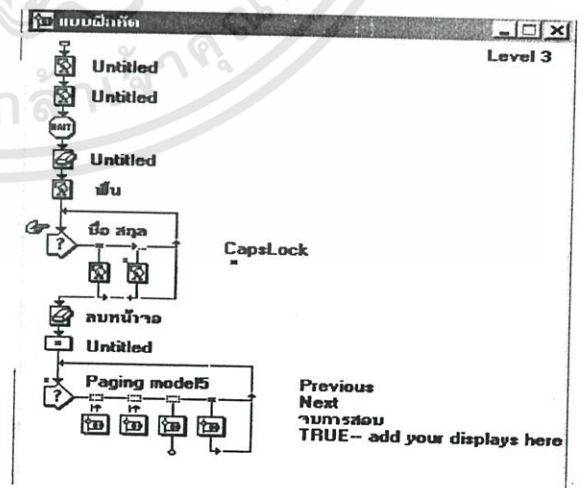 แบบฝึกหัด
Level 3
Untitled
Untitled
WAIT
Untitled
พื้น
ชื่อ สกุล
CapsLock
ลบหน้าจอ
Untitled
Paging model5
Previous
Next
จบการสอบ
TRUE-- add your displays here